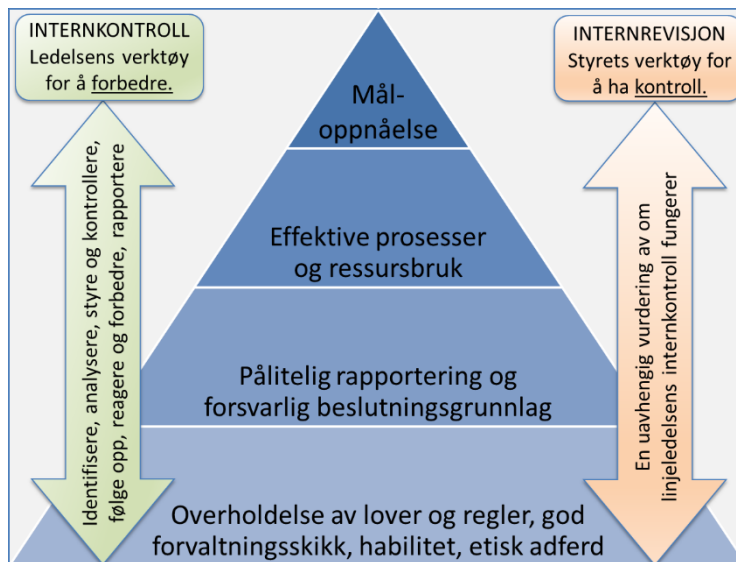 INTERNKONTROLL
Ledelsens verktøy
for å forbedre.
Identifisere, analysere, styre og kontrollere,
følge opp, reagere og forbedre, rapportere
Mål-
oppnåelse
Effektive prosesser
og ressursbruk
Pålitelig rapportering og
forsvarlig beslutningsgrunnlag
Overholdelse av lover og regler, god
forvaltningsskikk, habilitet, etisk adferd
INTERNREVISJON
Styrets verktøy for
å ha kontroll.
En uavhengig vurdering av om
linjeledelsens internkontroll fungerer